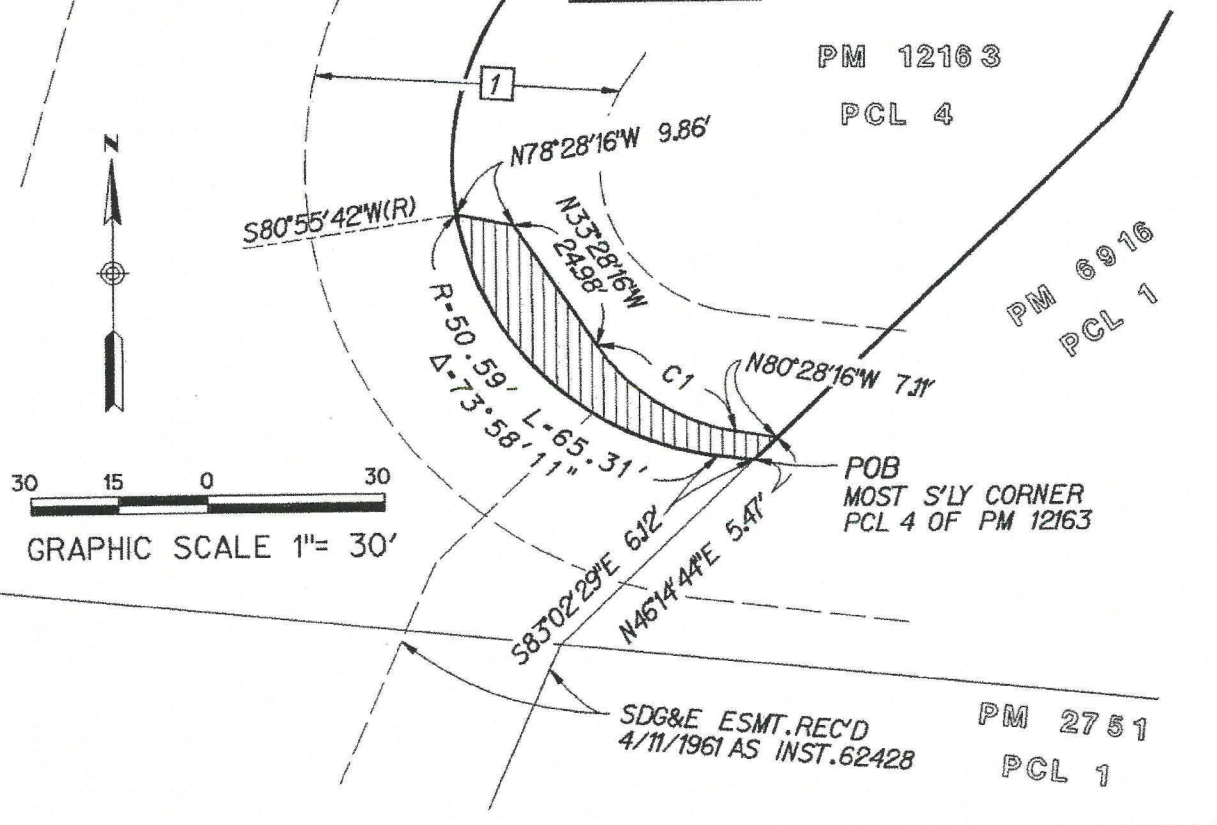 PM 12163
PCL 4
1
N78°28'16"W 9.86'
N
S80°55'42"W(R)
N33°28'16"W
24.98'
PM 6916
PCL 1
R=50.59' L=65.31'
Δ=73°58'11"
C1
N80°28'16"W 7.11'
30 15 0 30
GRAPHIC SCALE 1"= 30'
POB
MOST S'LY CORNER
PCL 4 OF PM 12163
S83°02'29"E 6.12'
N46°14'44"E 5.47'
SDG&E ESMT.REC'D
4/11/1961 AS INST.62428
PM 2751
PCL 1